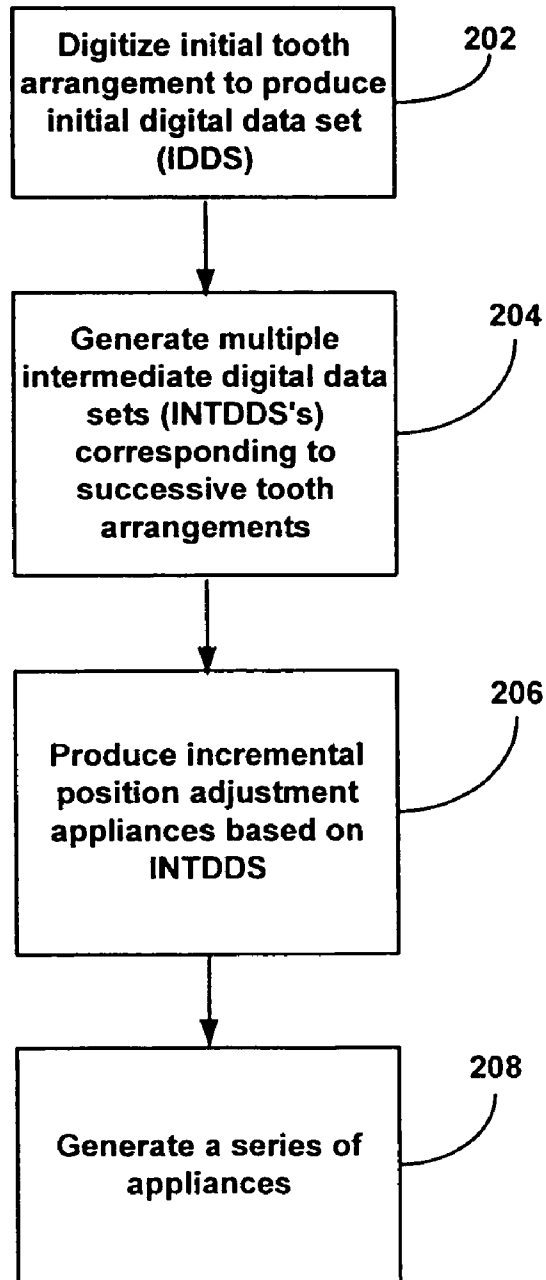 Digitize initial tooth
arrangement to produce
initial digital data set
(IDDS)
202
Generate multiple
intermediate digital data
sets (INTDDS's)
corresponding to
successive tooth
arrangements
204
Produce incremental
position adjustment
appliances based on
INTDDS
206
Generate a series of
appliances
208